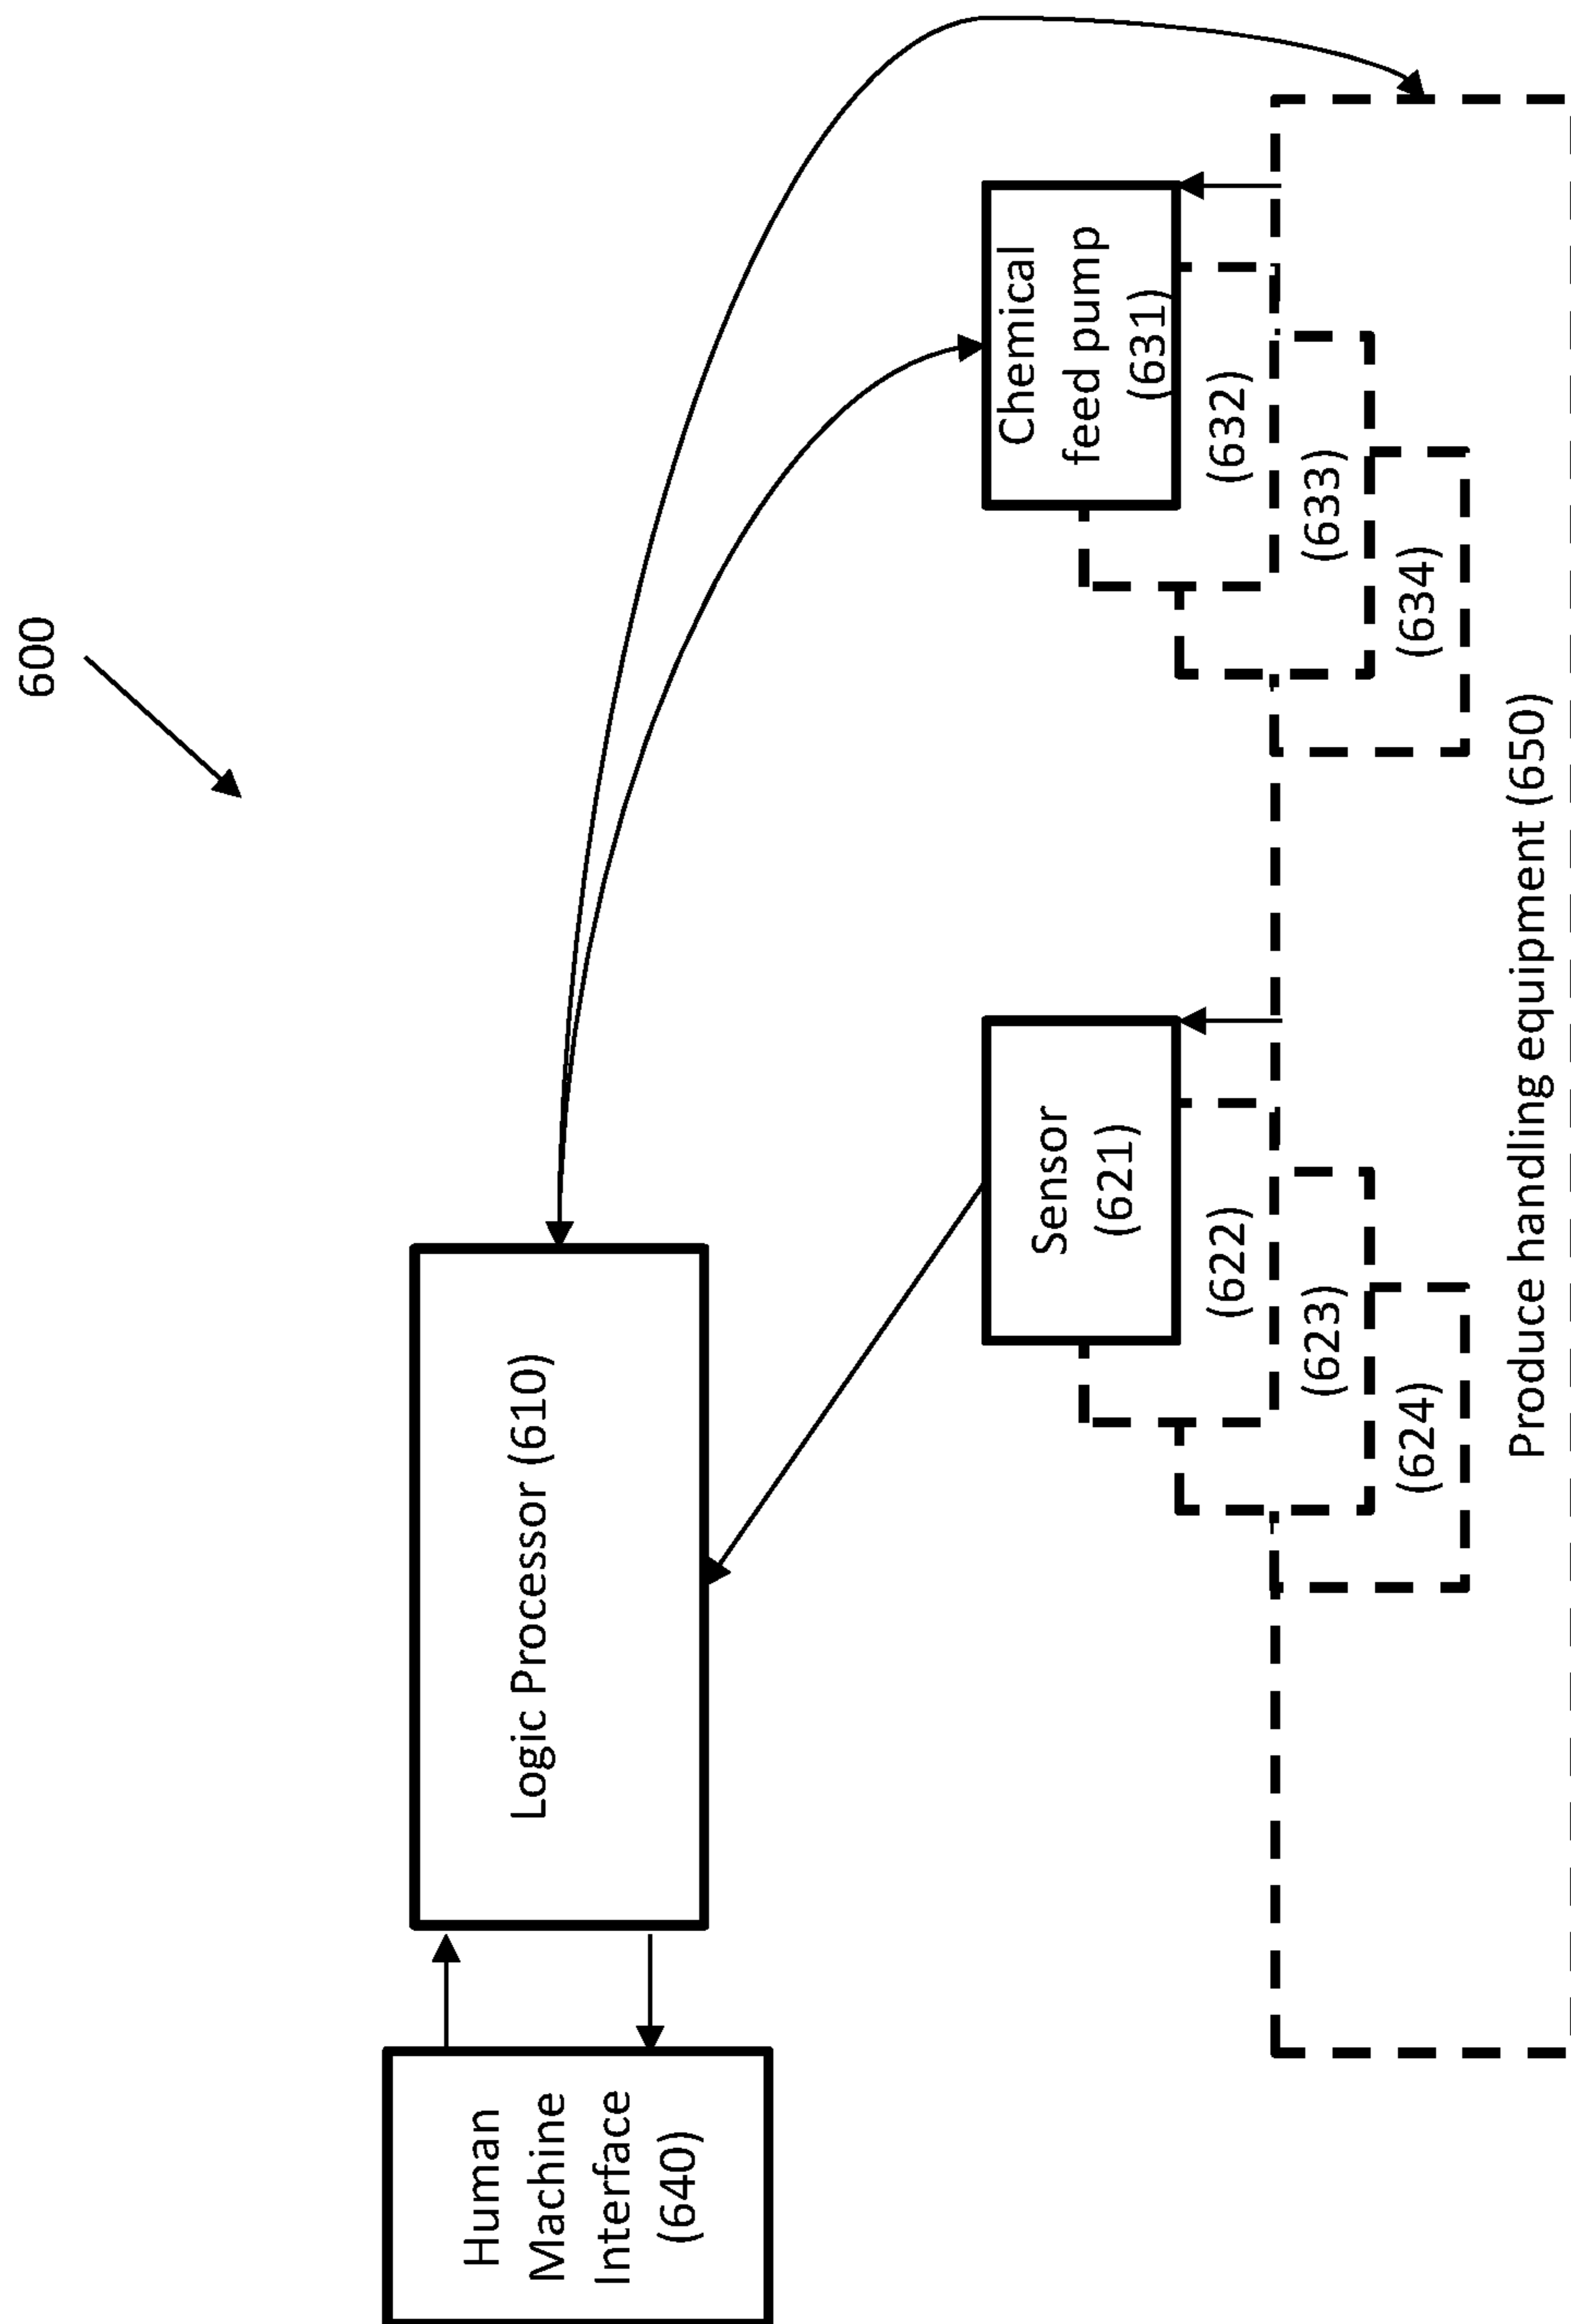 600
Human
Machine
Interface
(640)
Logic Processor (610)
Sensor
(621)
(622)
(623)
(624)
Chemical
feed pump
(631)
(632)
(633)
(634)
Produce handling equipment (650)